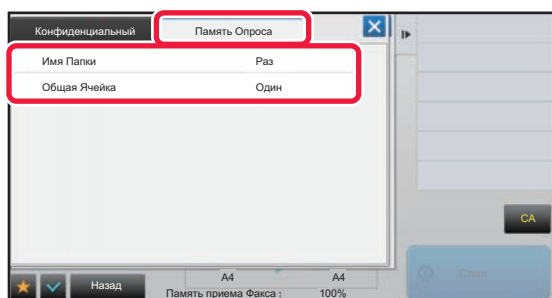 Конфиденциальный Память Опроса
Имя Папки Раз
Общая Ячейка Один
CA
A4 A4
Старт
Назад
Память приема Факса : 100%